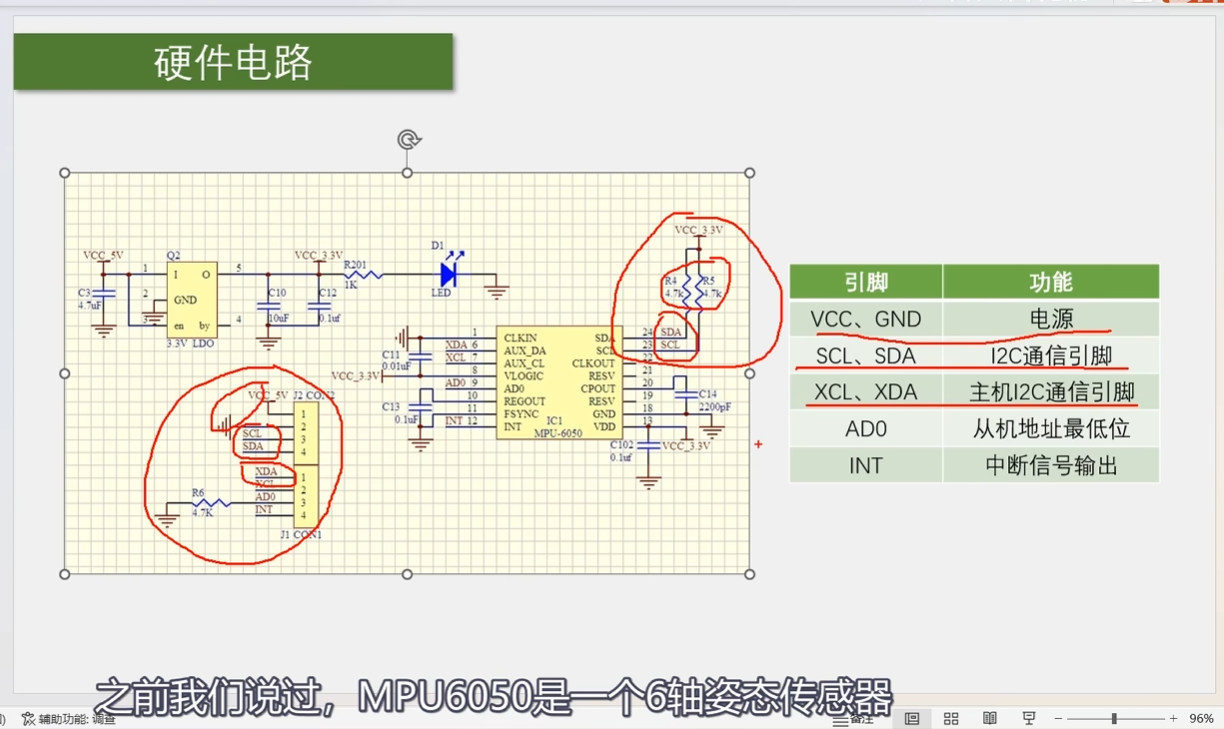 硬件电路
VCC_5V
Q2
1
I
O
5
VCC_3.3V
R201
1K
D1
LED
C3
4.7uF
2
GND
3
en
by
4
3.3V LDO
C10
10uF
C12
0.1uf
VCC_3.3V
R4
4.7k
R5
4.7k
C11
0.01uF
VCC_3.3V
C13
0.1uf
1
XDA 6
XCL 7
8
AD0 9
10
11
INT 12
CLKIN
AUX_DA
AUX_CL
VLOGIC
AD0
REGOUT
FSYNC
INT
SDA
SCL
CLKOUT
RESV
CPOUT
RESV
GND
VDD
IC1
MPU-6050
24 SDA
23 SCL
22
21
20
19
18
13
C14
2200pF
C102
0.1uf
VCC_3.3V
VCC_5V
J2 CON2
SCL
SDA
1
2
3
4
XDA
XCL
AD0
INT
1
2
3
4
R6
4.7K
J1 CON1
引脚 功能
VCC、GND 电源
SCL、SDA I2C通信引脚
XCL、XDA 主机I2C通信引脚
AD0 从机地址最低位
INT 中断信号输出
之前我们说过，MPU6050是一个6轴姿态传感器
辅助功能: 调查
备注
96%